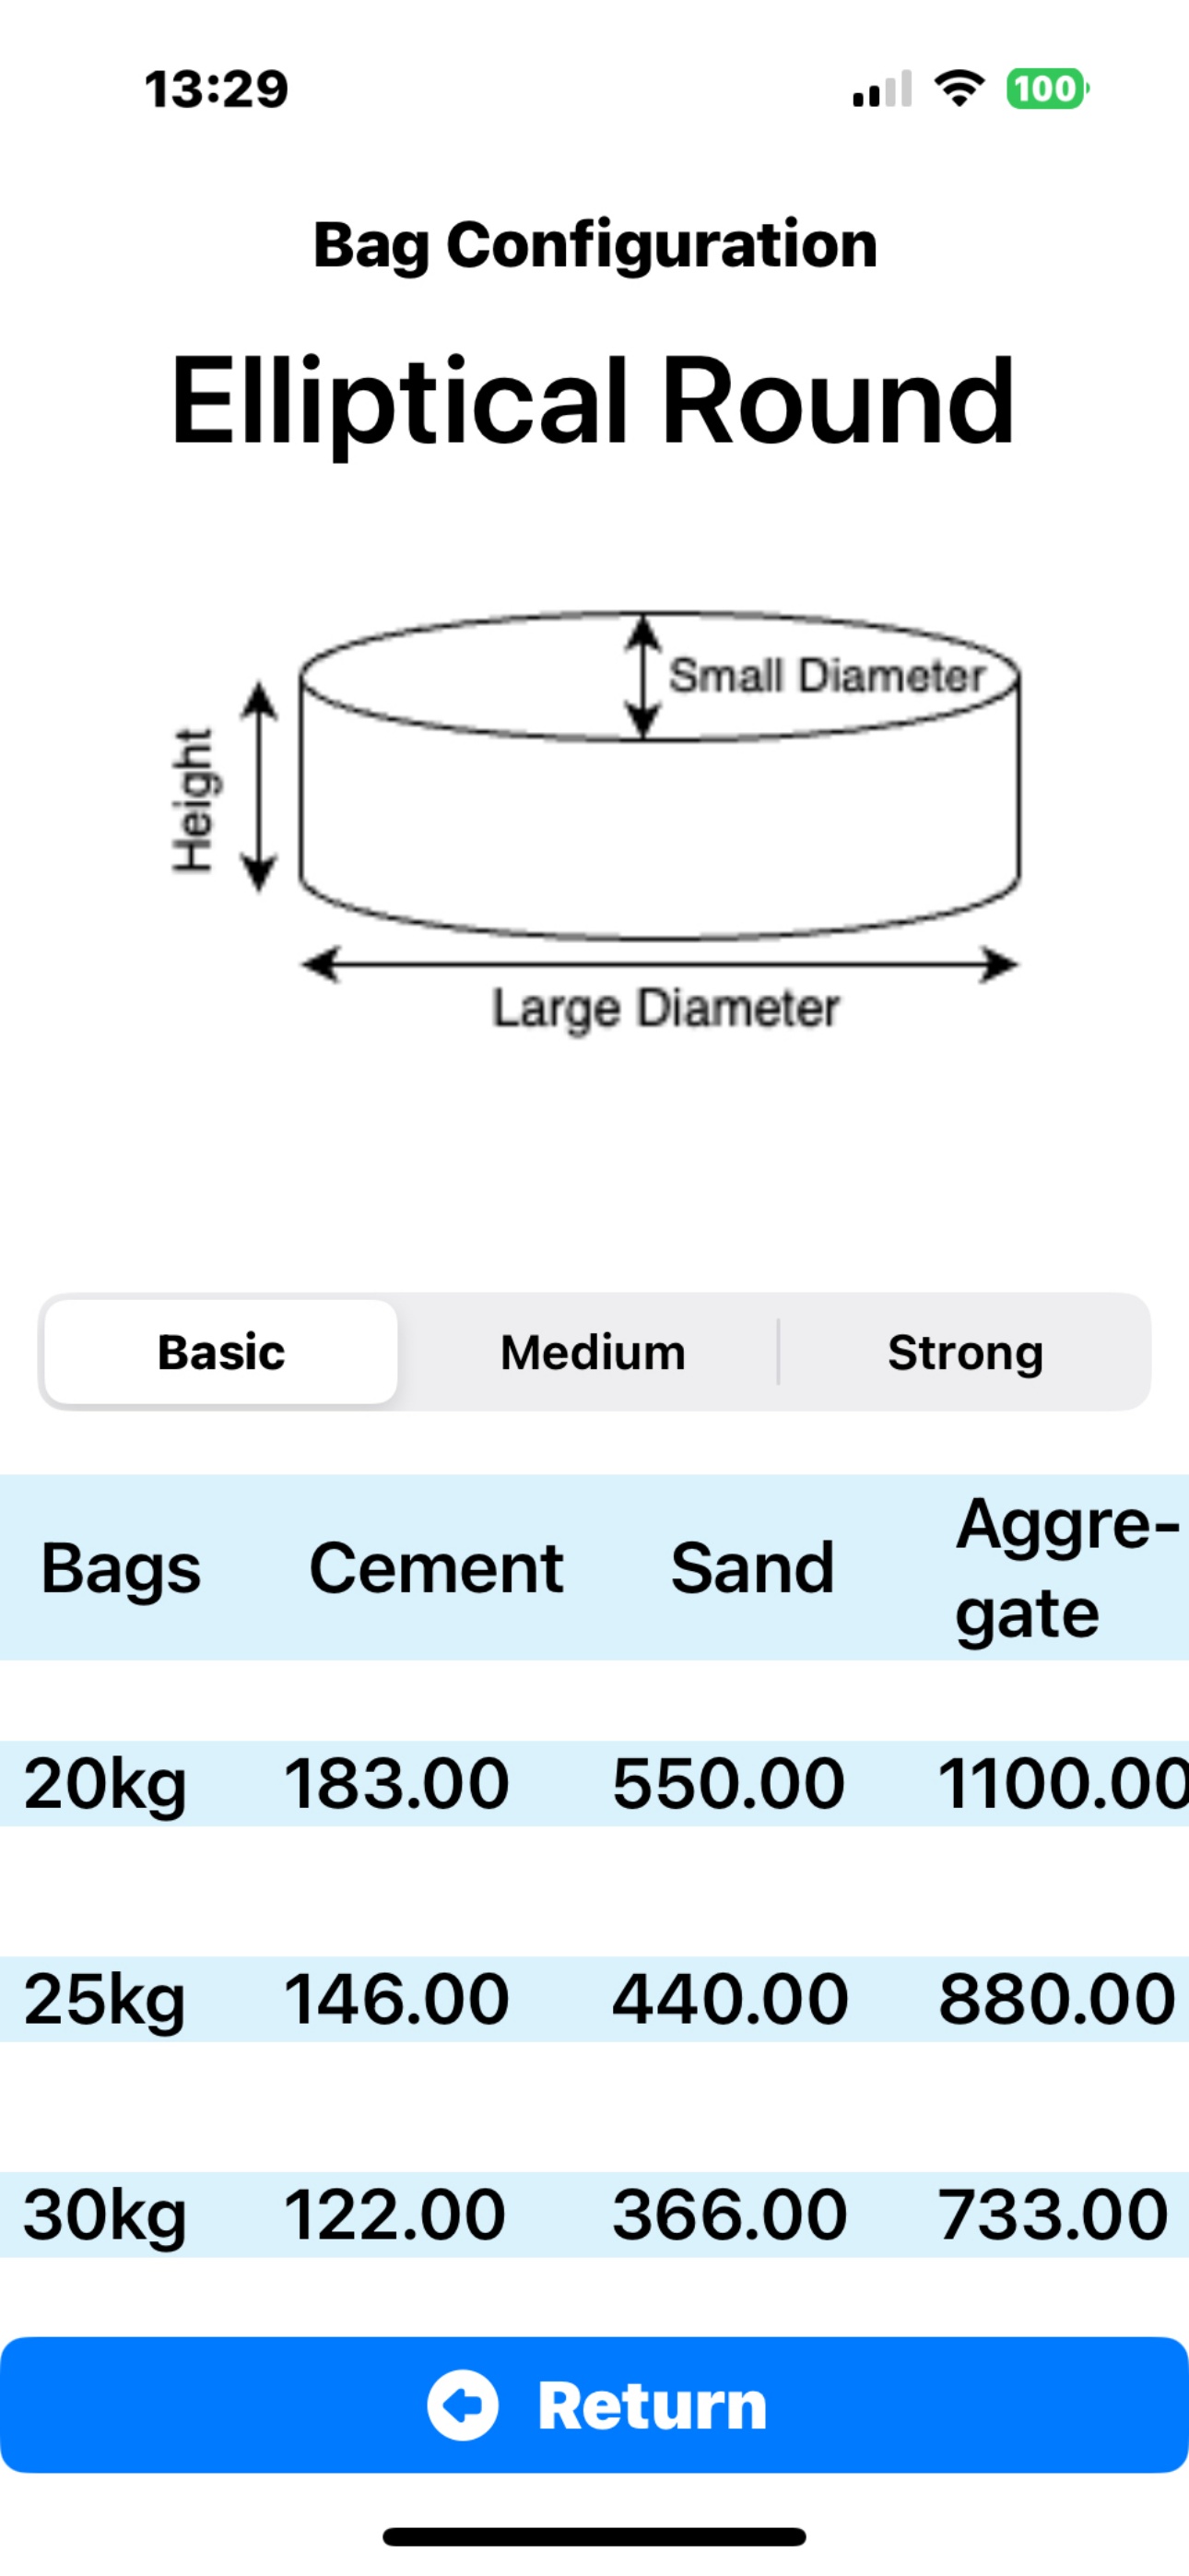 13:29
100
Bag Configuration
Elliptical Round
Small Diameter
Height
Large Diameter
Basic Medium Strong
Bags Cement Sand Aggre-
gate
20kg 183.00 550.00 1100.00
25kg 146.00 440.00 880.00
30kg 122.00 366.00 733.00
Return